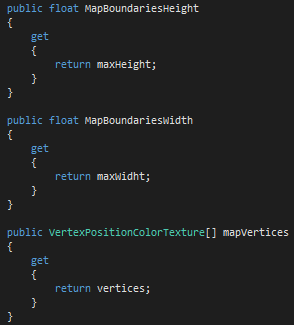 public float MapBoundariesHeight
{
get
{
return maxHeight;
}
}
public float MapBoundariesWidth
{
get
{
return maxWidht;
}
}
public VertexPositionColorTexture[] mapVertices
{
get
{
return vertices;
}
}